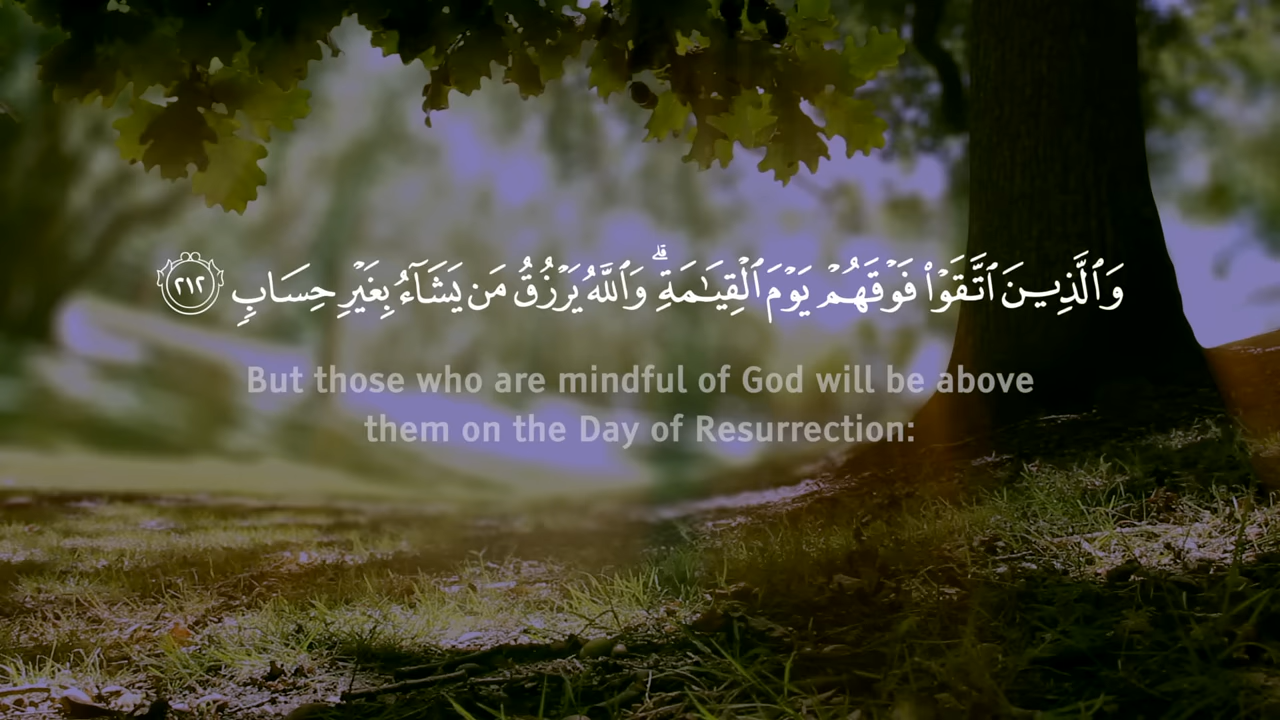 وَٱلَّذِينَ ٱتَّقَوْا۟ فَوْقَهُمْ يَوْمَ ٱلْقِيَـٰمَةِ ۗ وَٱللَّهُ يَرْزُقُ مَن يَشَآءُ بِغَيْرِ حِسَابٍ ٢١٢
But those who are mindful of God will be above
them on the Day of Resurrection: